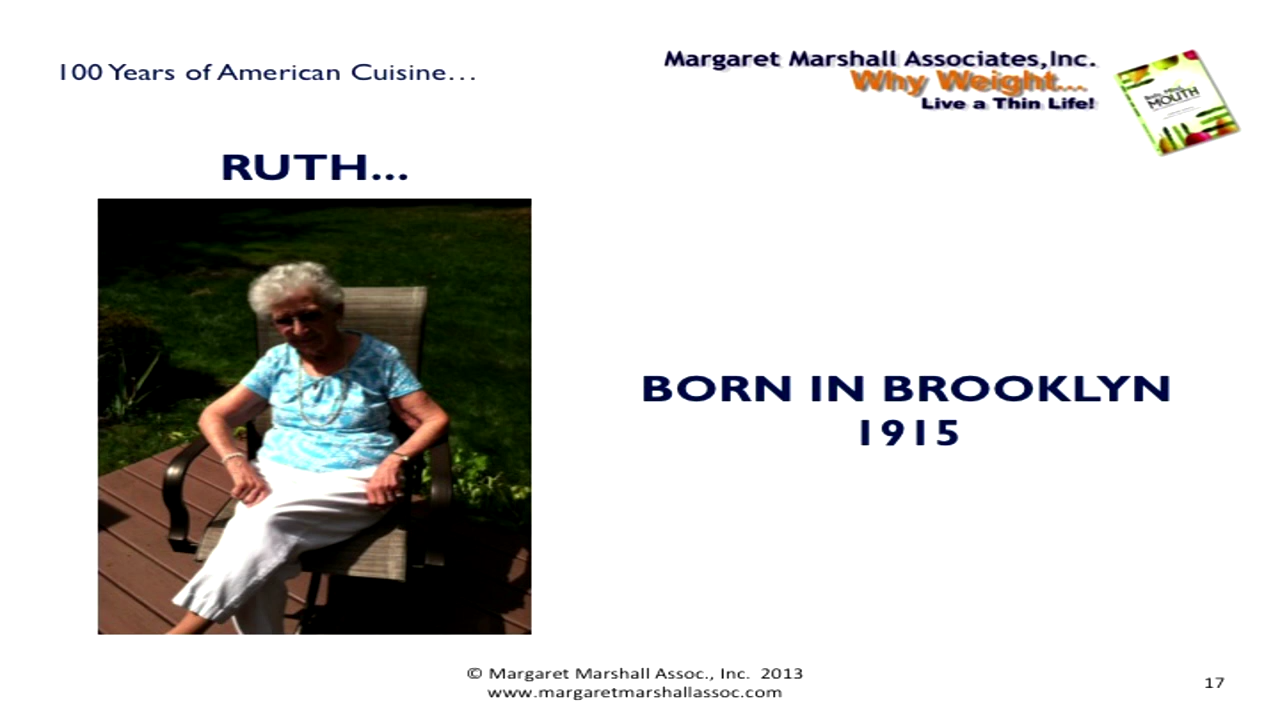 100 Years of American Cuisine…
Margaret Marshall Associates,Inc.
Why Weight....
Live a Thin Life!
MOUTH
RUTH...
BORN IN BROOKLYN
1915
© Margaret Marshall Assoc., Inc. 2013
www.margaretmarshallassoc.com
17